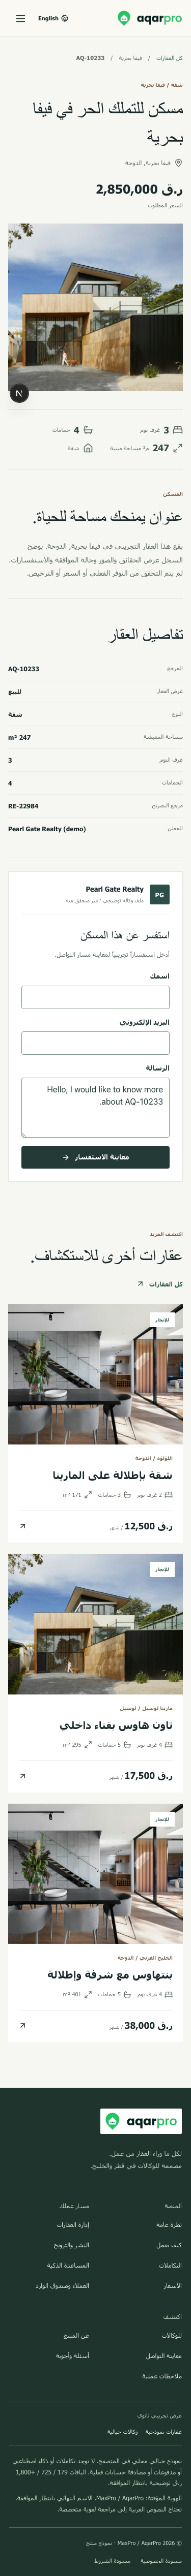 aqarpro
English
كل العقارات / فيفا بحرية / AQ-10233
شقة / فيفا بحرية
مسكن للتملك الحر في فيفا
بحرية
فيفا بحرية, الدوحة
ر.ق 2,850,000
السعر المطلوب
N
3 غرف نوم
4 حمامات
247 م² مساحة مبنية
شقة
المسكن
عنوان يمنحك مساحة للحياة.
يقع هذا العقار التجريبي في فيفا بحرية, الدوحة. يوضح
السجل عرض الحقائق والصور وحالة الموافقة والاستفسارات.
لم يتم التحقق من التوفر الفعلي أو السعر أو الترخيص.
تفاصيل العقار
المرجع AQ-10233
عرض العقار للبيع
النوع شقة
مساحة المعيشة 247 m²
غرف النوم 3
الحمامات 4
مرجع التصريح RE-22984
المعلن Pearl Gate Realty (demo)
PG
Pearl Gate Realty
ملف وكالة توضيحي · غير متحقق منه
استفسر عن هذا المسكن
أدخل استفساراً تجريبياً لمعاينة مسار التواصل.
اسمك
البريد الإلكتروني
الرسالة
Hello, I would like to know more
about AQ-10233.
معاينة الاستفسار
اكتشف المزيد
عقارات أخرى للاستكشاف.
كل العقارات
للإيجار
اللؤلؤة / الدوحة
شقة بإطلالة على المارينا
2 غرف نوم 3 حمامات 171 m²
ر.ق 12,500 / شهر
للإيجار
مارينا لوسيل / لوسيل
تاون هاوس بفناء داخلي
4 غرف نوم 5 حمامات 295 m²
ر.ق 17,500 / شهر
للإيجار
الخليج الغربي / الدوحة
بنتهاوس مع شرفة وإطلالة
4 غرف نوم 5 حمامات 401 m²
ر.ق 38,000 / شهر
aqarpro
لكل ما وراء العقار من عمل.
مصممة للوكالات في قطر والخليج.
المنصة
نظرة عامة
كيف تعمل
التكاملات
الأسعار
مسار عملك
إدارة العقارات
النشر والترويج
المساعدة الذكية
العملاء وصندوق الوارد
اكتشف
للوكالات
معاينة التواصل
ملاحظات عملية
عن المنتج
أسئلة وأجوبة
عرض تجريبي ثانوي
عقارات نموذجية وكالات خيالية
نموذج خيالي محلي في المتصفح. لا توجد تكاملات أو ذكاء اصطناعي
أو مدفوعات أو مصادقة حسابات فعلية. الباقات 179 / 725 / +1,800
ر.ق توضيحية بانتظار الموافقة.
الهوية المؤقتة: MaxPro / AqarPro. الاسم النهائي بانتظار الموافقة.
تحتاج النصوص العربية إلى مراجعة لغوية متخصصة.
© 2026 MaxPro / AqarPro · نموذج منتج
مسودة الخصوصية مسودة الشروط